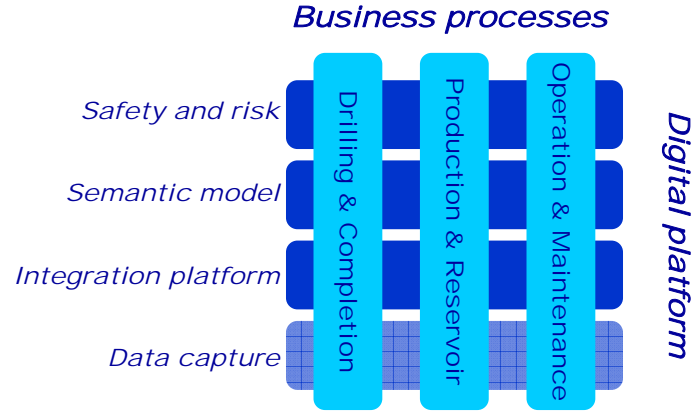 Business processes
Safety and risk
Semantic model
Integration platform
Data capture
Drilling & Completion
Production & Reservoir
Operation & Maintenance
Digital platform